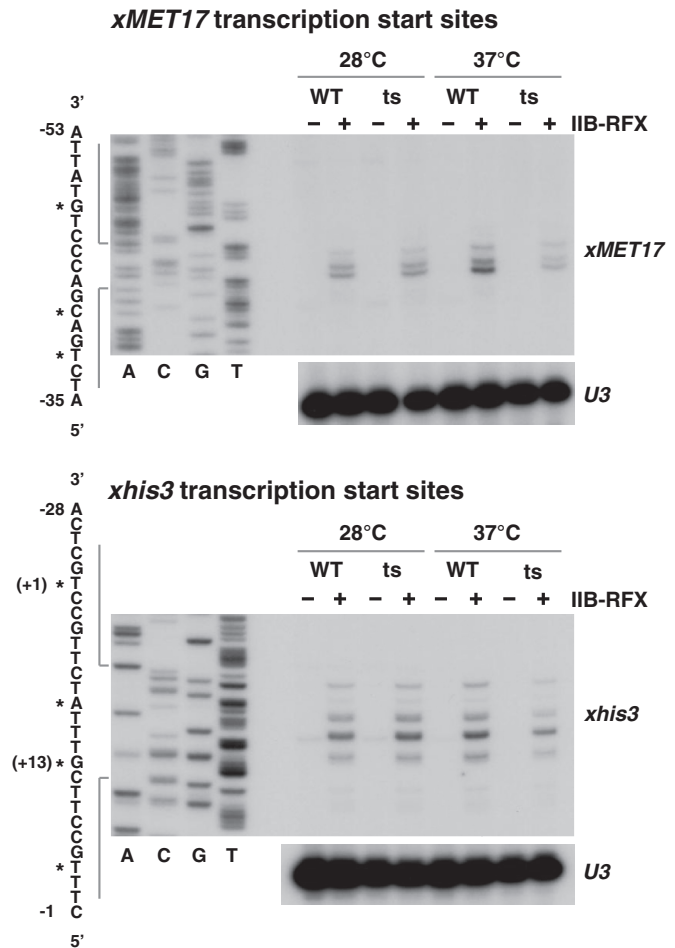 xMET17 transcription start sites
28°C 37°C
WT ts WT ts
3’
– + – + – + – + IIB-RFX
-53 A
T
T
A
T
* G
T
C
C
C
A
G
* C
A
G
* T
C
T
-35 A
5’
xMET17
A C G T
U3
3’
xhis3 transcription start sites
-28 A
C
T
C
G
(+1) * T
C
C
G
T
T
C
T
* A
T
T
T
(+13) * G
C
T
T
C
C
G
* T
T
T
-1 C
5’
28°C 37°C
WT ts WT ts
– + – + – + – + IIB-RFX
xhis3
A C G T
U3